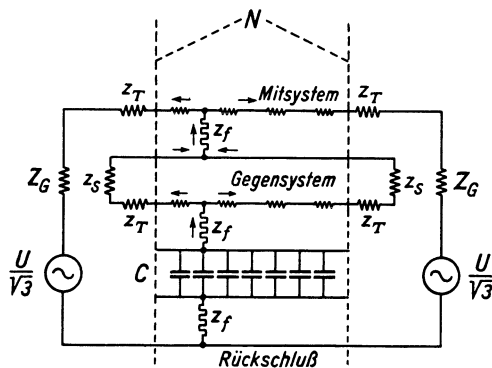 N
z_T Mitsystem z_T
z_f
Z_G z_S Gegensystem z_S Z_G
z_T z_T
z_f
U/√3 C U/√3
z_f
Rückschluß